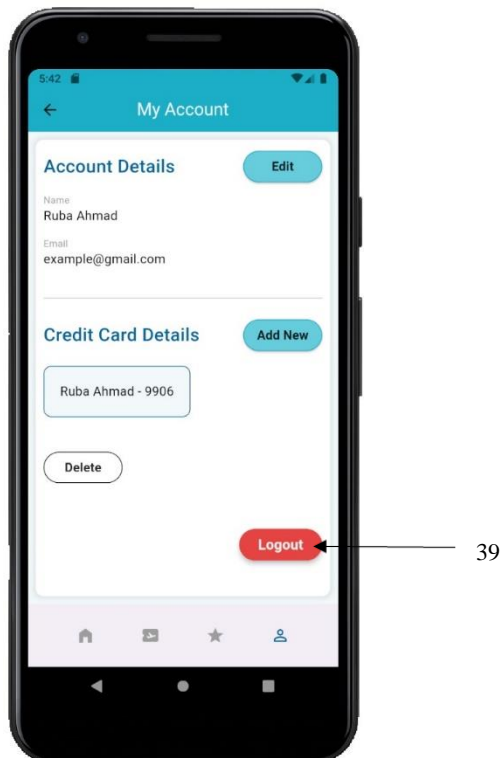 5:42
My Account
Account Details
Edit
Name
Ruba Ahmad
Email
example@gmail.com
Credit Card Details
Add New
Ruba Ahmad - 9906
Delete
Logout
39